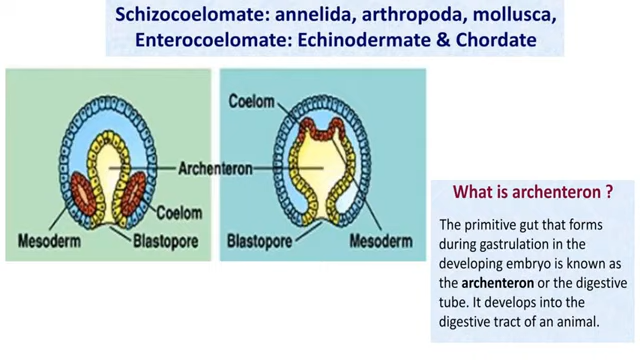 Schizocoelomate: annelida, arthropoda, mollusca,
Enterocoelomate: Echinodermate & Chordate
Coelom
Archenteron
Coelom
Mesoderm
Blastopore
Blastopore
Mesoderm
What is archenteron ?
The primitive gut that forms
during gastrulation in the
developing embryo is known as
the archenteron or the digestive
tube. It develops into the
digestive tract of an animal.